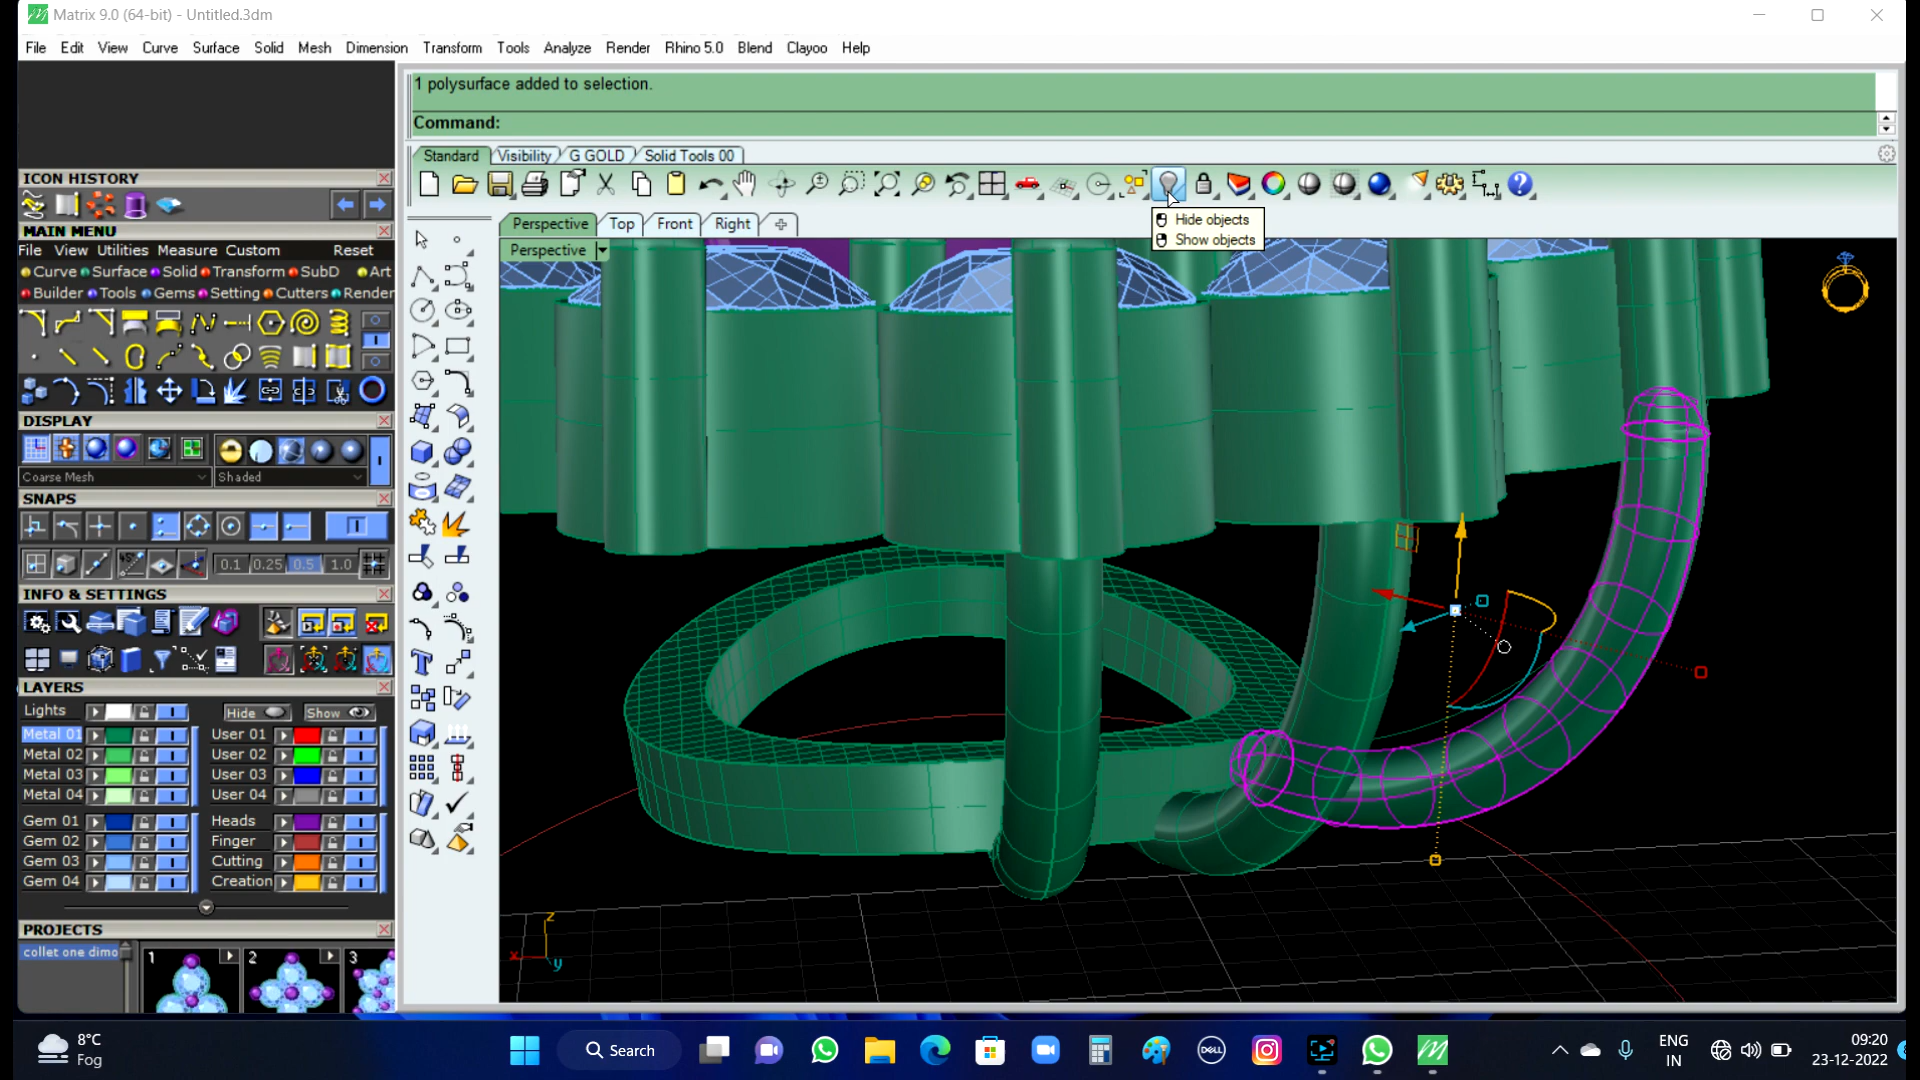 Matrix 9.0 (64-bit) - Untitled.3dm
File Edit View Curve Surface Solid Mesh Dimension Transform Tools Analyze Render Rhino 5.0 Blend Clayoo Help
1 polysurface added to selection.
Command:
Standard Visibility G GOLD Solid Tools 00
Hide objects
Show objects
Perspective Top Front Right
Perspective
ICON HISTORY
MAIN MENU
File View Utilities Measure Custom Reset
Curve Surface Solid Transform SubD Art
Builder Tools Gems Setting Cutters Render
DISPLAY
Coarse Mesh Shaded
SNAPS
0.1 0.25 0.5 1.0
INFO & SETTINGS
LAYERS
Lights Hide Show
Metal 01 User 01
Metal 02 User 02
Metal 03 User 03
Metal 04 User 04
Gem 01 Heads
Gem 02 Finger
Gem 03 Cutting
Gem 04 Creation
PROJECTS
collet one dimo
1 2 3
z
x
y
8°C
Fog
Search
DELL
ENG
IN
09:20
23-12-2022